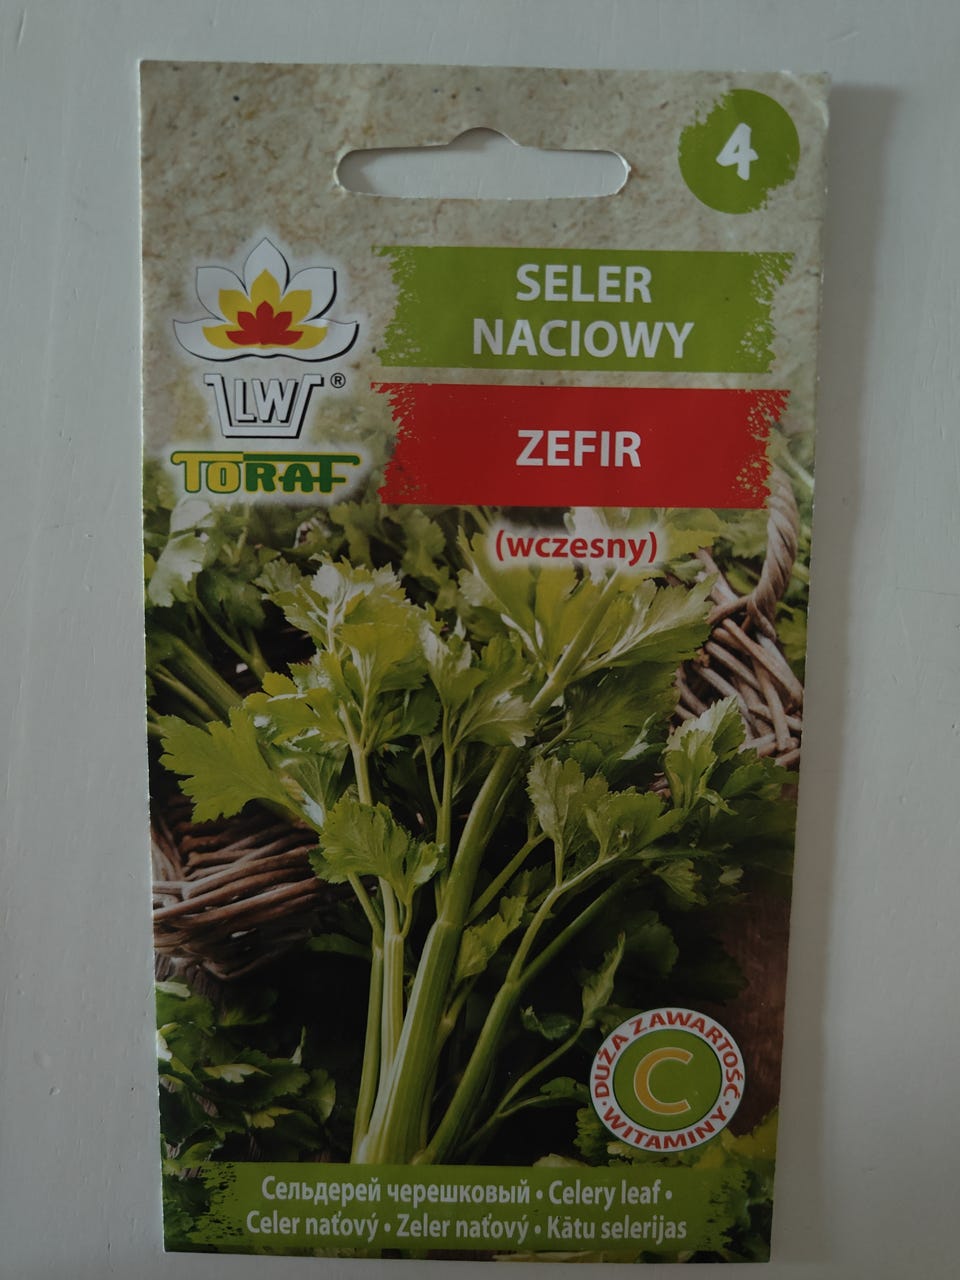 4
SELER
NACIOWY
LW®
TORAF
ZEFIR
(wczesny)
DUŻA ZAWARTOŚĆ
C
WITAMINY
Сельдерей черешковый • Celery leaf •
Celer naťový • Zeler naťový • Kātu selerijas